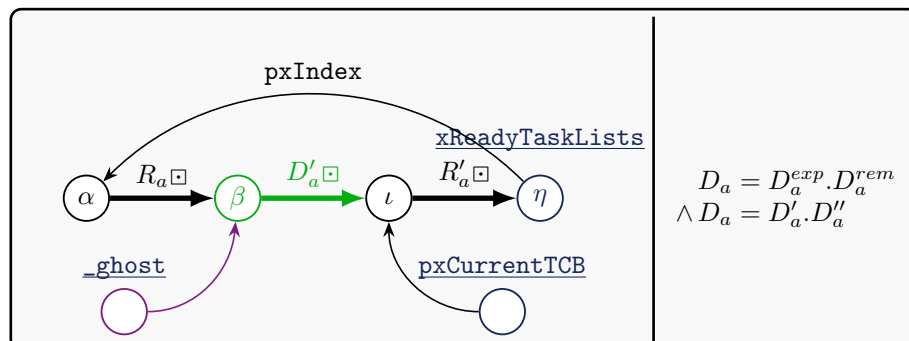 pxIndex
xReadyTaskLists
α R_a⊡ β D'_a⊡ ι R'_a⊡ η
_ghost pxCurrentTCB
D_a = D_a^{exp}.D_a^{rem}
∧ D_a = D'_a.D''_a